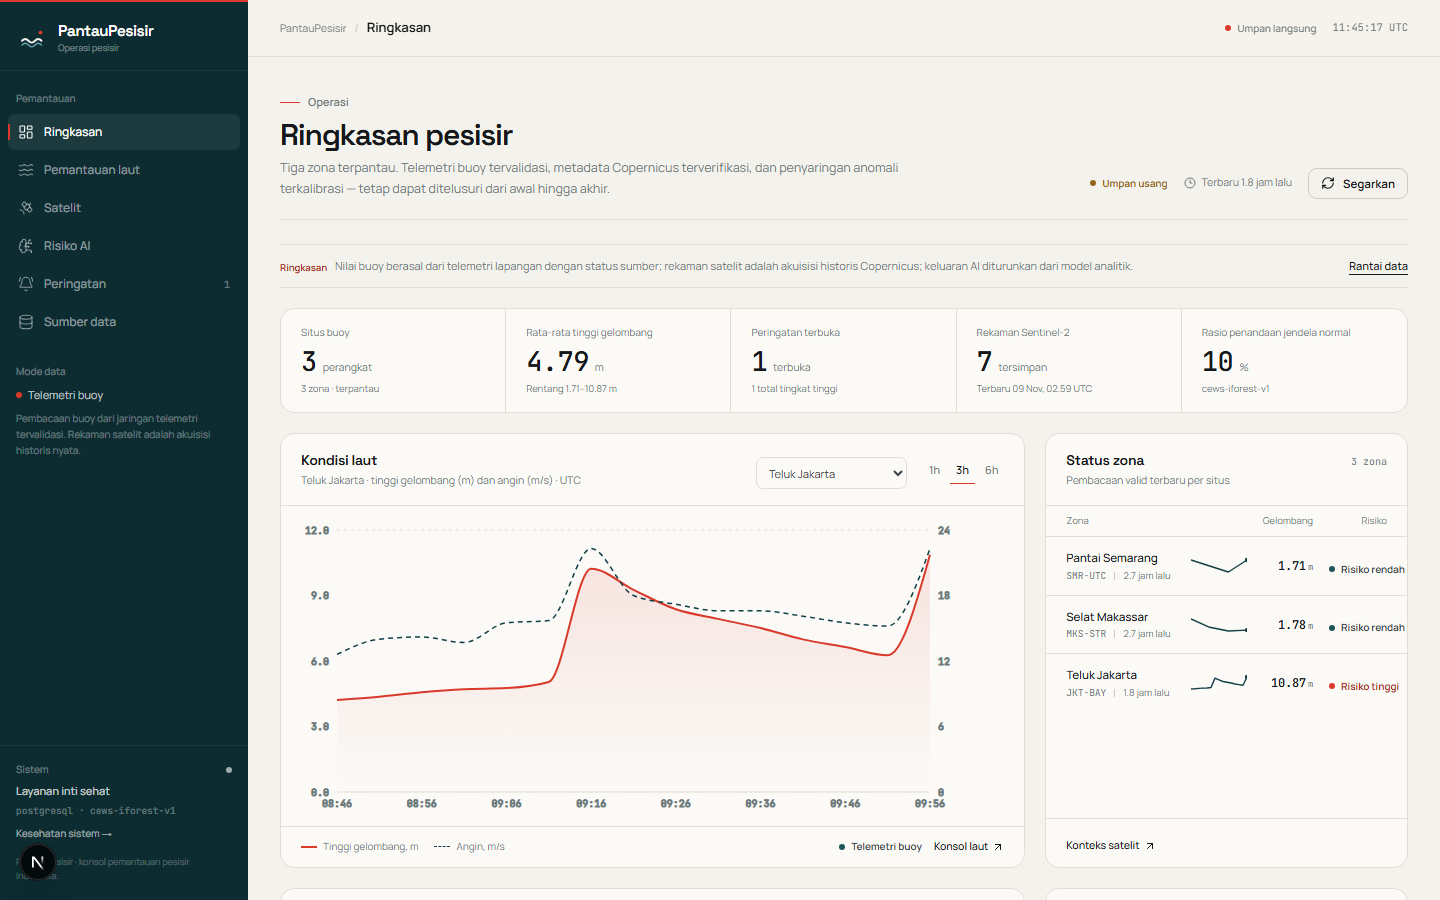 PantauPesisir
Operasi pesisir
Pemantauan
Ringkasan
Pemantauan laut
Satelit
Risiko AI
Peringatan 1
Sumber data
Mode data
Telemetri buoy
Pembacaan buoy dari jaringan telemetri
tervalidasi. Rekaman satelit adalah akuisisi
historis nyata.
Sistem
Layanan inti sehat
postgresql · cews-iforest-v1
Kesehatan sistem →
sisir · konsol pemantauan pesisir
N
PantauPesisir / Ringkasan
Umpan langsung 11:45:17 UTC
Operasi
Ringkasan pesisir
Tiga zona terpantau. Telemetri buoy tervalidasi, metadata Copernicus terverifikasi, dan penyaringan anomali
terkalibrasi — tetap dapat ditelusuri dari awal hingga akhir.
Umpan usang Terbaru 1.8 jam lalu Segarkan
Ringkasan Nilai buoy berasal dari telemetri lapangan dengan status sumber; rekaman satelit adalah akuisisi historis Copernicus; keluaran AI diturunkan dari model analitik. Rantai data
Situs buoy
3 perangkat
3 zona · terpantau
Rata-rata tinggi gelombang
4.79 m
Rentang 1.71–10.87 m
Peringatan terbuka
1 terbuka
1 total tingkat tinggi
Rekaman Sentinel-2
7 tersimpan
Terbaru 09 Nov, 02.59 UTC
Rasio penandaan jendela normal
10 %
cews-iforest-v1
Kondisi laut
Teluk Jakarta · tinggi gelombang (m) dan angin (m/s) · UTC
Teluk Jakarta 1h 3h 6h
12.0 24
9.0 18
6.0 12
3.0 6
0.0 0
08:46 08:56 09:06 09:16 09:26 09:36 09:46 09:56
Tinggi gelombang, m Angin, m/s Telemetri buoy Konsol laut ↗
Status zona 3 zona
Pembacaan valid terbaru per situs
Zona Gelombang Risiko
Pantai Semarang
SMR-UTC | 2.7 jam lalu 1.71 m Risiko rendah
Selat Makassar
MKS-STR | 2.7 jam lalu 1.78 m Risiko rendah
Teluk Jakarta
JKT-BAY | 1.8 jam lalu 10.87 m Risiko tinggi
Konteks satelit ↗